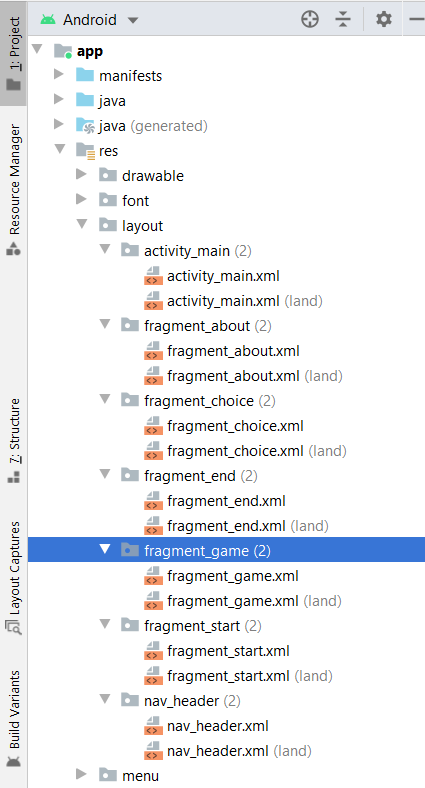 Android
1: Project
Resource Manager
7: Structure
Layout Captures
Build Variants
app
manifests
java
java (generated)
res
drawable
font
layout
activity_main (2)
activity_main.xml
activity_main.xml (land)
fragment_about (2)
fragment_about.xml
fragment_about.xml (land)
fragment_choice (2)
fragment_choice.xml
fragment_choice.xml (land)
fragment_end (2)
fragment_end.xml
fragment_end.xml (land)
fragment_game (2)
fragment_game.xml
fragment_game.xml (land)
fragment_start (2)
fragment_start.xml
fragment_start.xml (land)
nav_header (2)
nav_header.xml
nav_header.xml (land)
menu